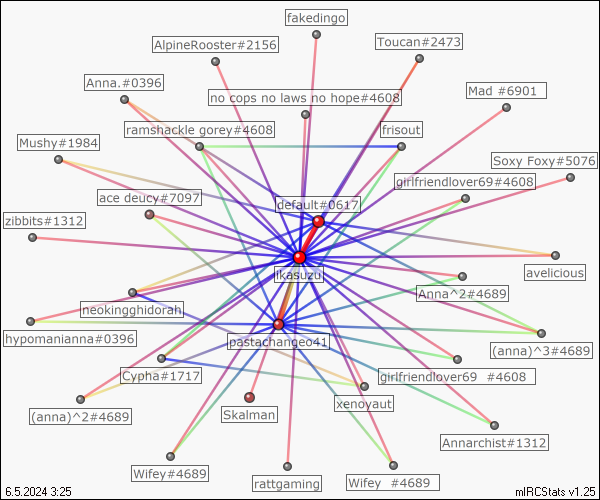 fakedingo
AlpineRooster#2156
Toucan#2473
Anna.#0396
Mad #6901
no cops no laws no hope#4608
ramshackle gorey#4608
frisout
Mushy#1984
Soxy Foxy#5076
girlfriendlover69#4608
ace deucy#7097
default#0617
zibbits#1312
ikasuzu
avelicious
Anna^2#4689
neokingghidorah
hypomanianna#0396
pastachangeo41
(anna)^3#4689
Cypha#1717
girlfriendlover69 #4608
xenoyaut
(anna)^2#4689
Skalman
Annarchist#1312
Wifey#4689
rattgaming
Wifey #4689
6.5.2024 3:25
mIRCStats v1.25